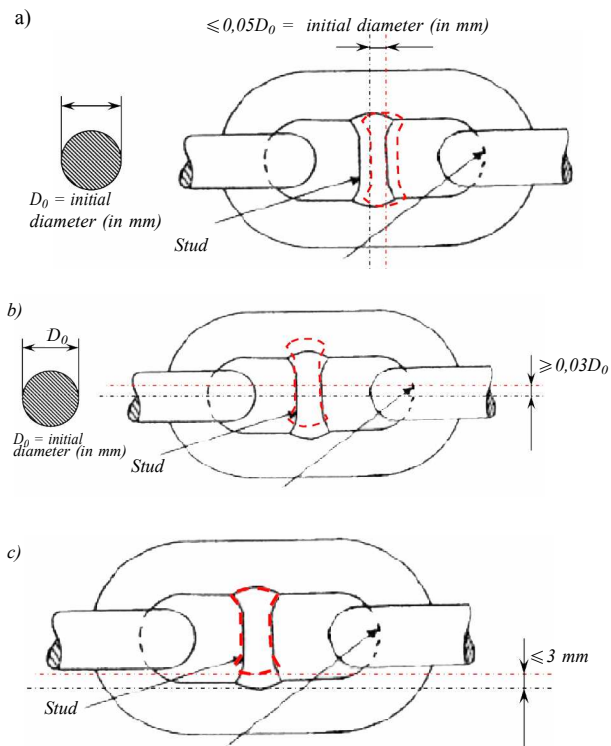 a)
≤0,05D₀ = initial diameter (in mm)
D₀ = initial
diameter (in mm)
Stud
b)
D₀
≥0,03D₀
D₀ = initial
diameter (in mm)
Stud
c)
≤3 mm
Stud